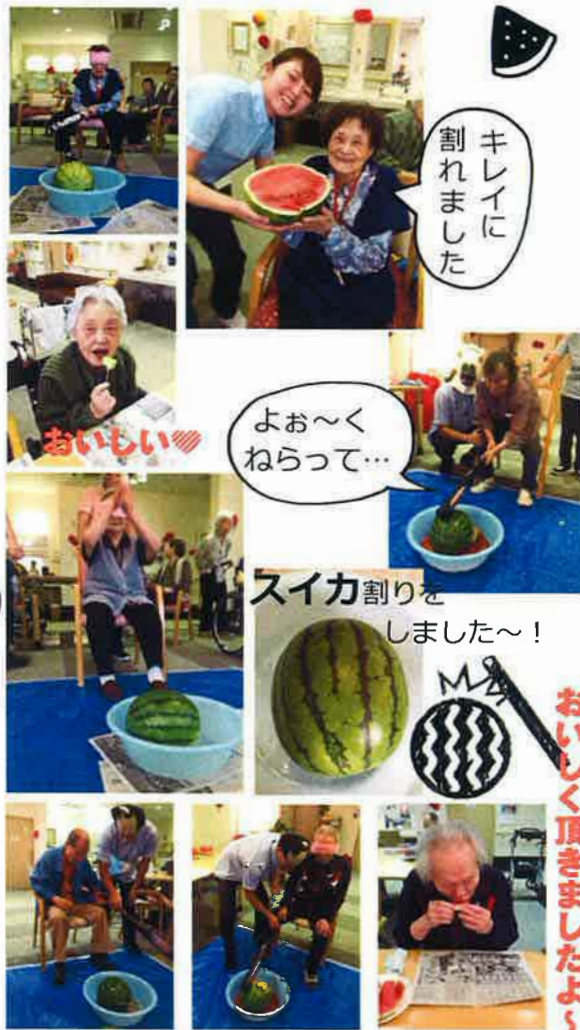 キレイに
割れました
おいしい
よぉ～く
ねらって…
スイカ割りを
しました～！
おいしく頂きましたよ～